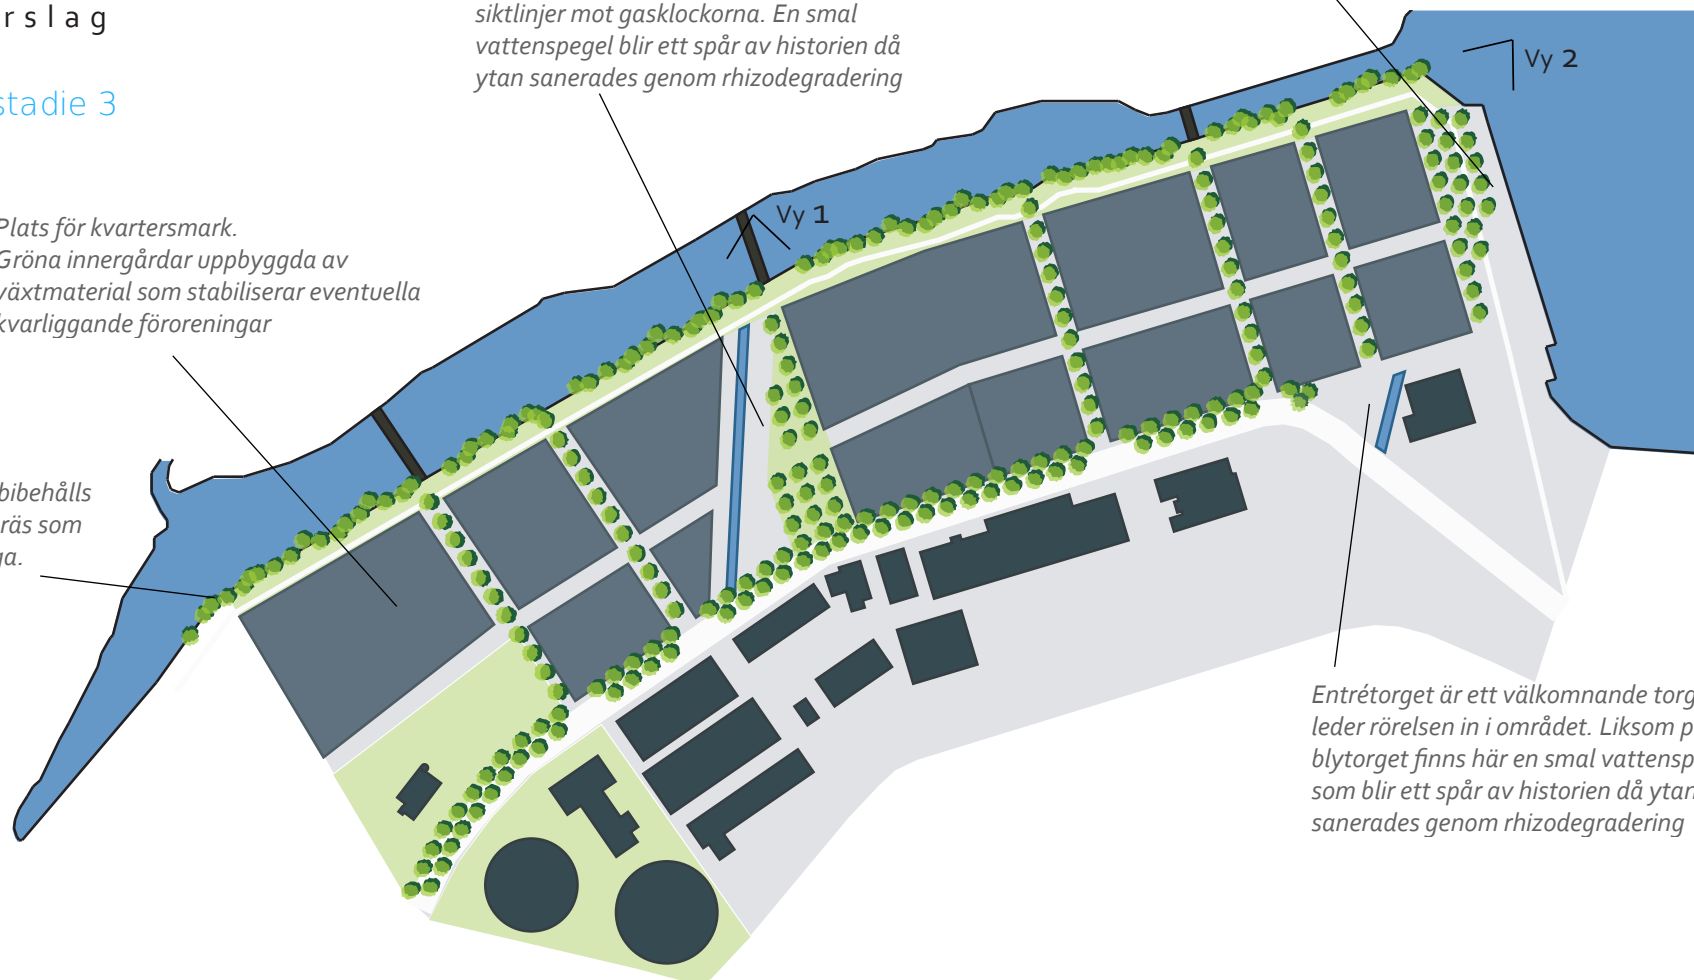 rslag
stadie 3
siktlinjer mot gasklockorna. En smal
vattenspegel blir ett spår av historien då
ytan sanerades genom rhizodegradering
Vy 2
Vy 1
Plats för kvartersmark.
Gröna innergårdar uppbyggda av
växtmaterial som stabiliserar eventuella
kvarliggande föroreningar
bibehålls
räs som
ga.
Entrétorget är ett välkomnande torg
leder rörelsen in i området. Liksom p
blytorget finns här en smal vattensp
som blir ett spår av historien då ytan
sanerades genom rhizodegradering